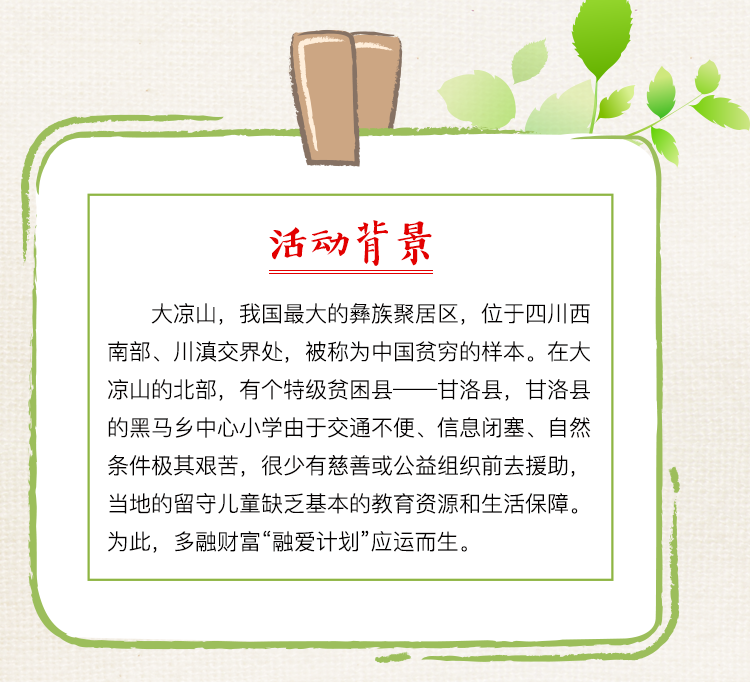 活动背景
大凉山，我国最大的彝族聚居区，位于四川西
南部、川滇交界处，被称为中国贫穷的样本。在大
凉山的北部，有个特级贫困县——甘洛县，甘洛县
的黑马乡中心小学由于交通不便、信息闭塞、自然
条件极其艰苦，很少有慈善或公益组织前去援助，
当地的留守儿童缺乏基本的教育资源和生活保障。
为此，多融财富“融爱计划”应运而生。